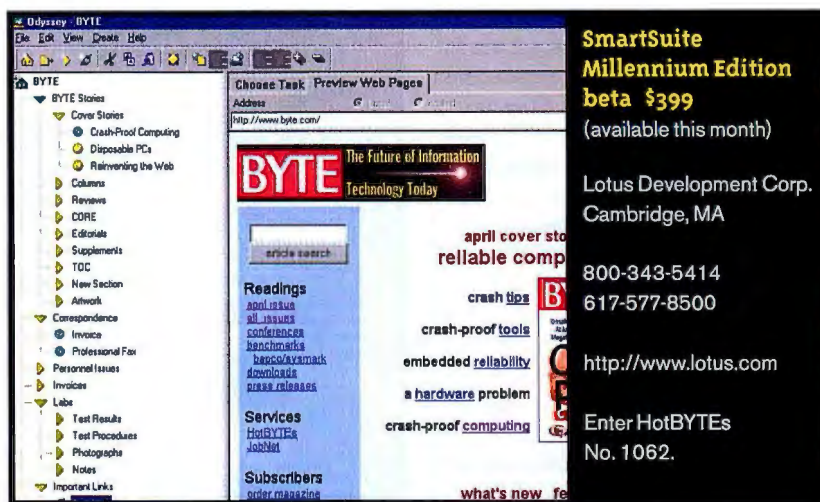 Odyssey - BYTE
File Edit View Create Help
BYTE
BYTE Stories
Cover Stories
Crash-Proof Computing
Disposable PCs
Reinventing the Web
Columns
Reviews
CORE
Editorials
Supplements
TOC
New Section
Artwork
Correspondence
Invoice
Professional Fax
Personnel Issues
Invoices
Labs
Test Results
Test Procedures
Photographs
Notes
Important Links
Choose Task Preview Web Pages
Address
http://www.byte.com/
BYTE The Future of Information
Technology Today
article search
Readings
april issue
all issues
conferences
benchmarks
bapco/sysmark
downloads
press releases
Services
HotBYTEs
JobNet
Subscribers
order magazine
april cover sto
reliable comp
crash tips
crash-proof tools
embedded reliability
a hardware problem
crash-proof computing
what's new fe
SmartSuite
Millennium Edition
beta $399
(available this month)
Lotus Development Corp.
Cambridge, MA
800-343-5414
617-577-8500
http://www.lotus.com
Enter HotBYTEs
No. 1062.